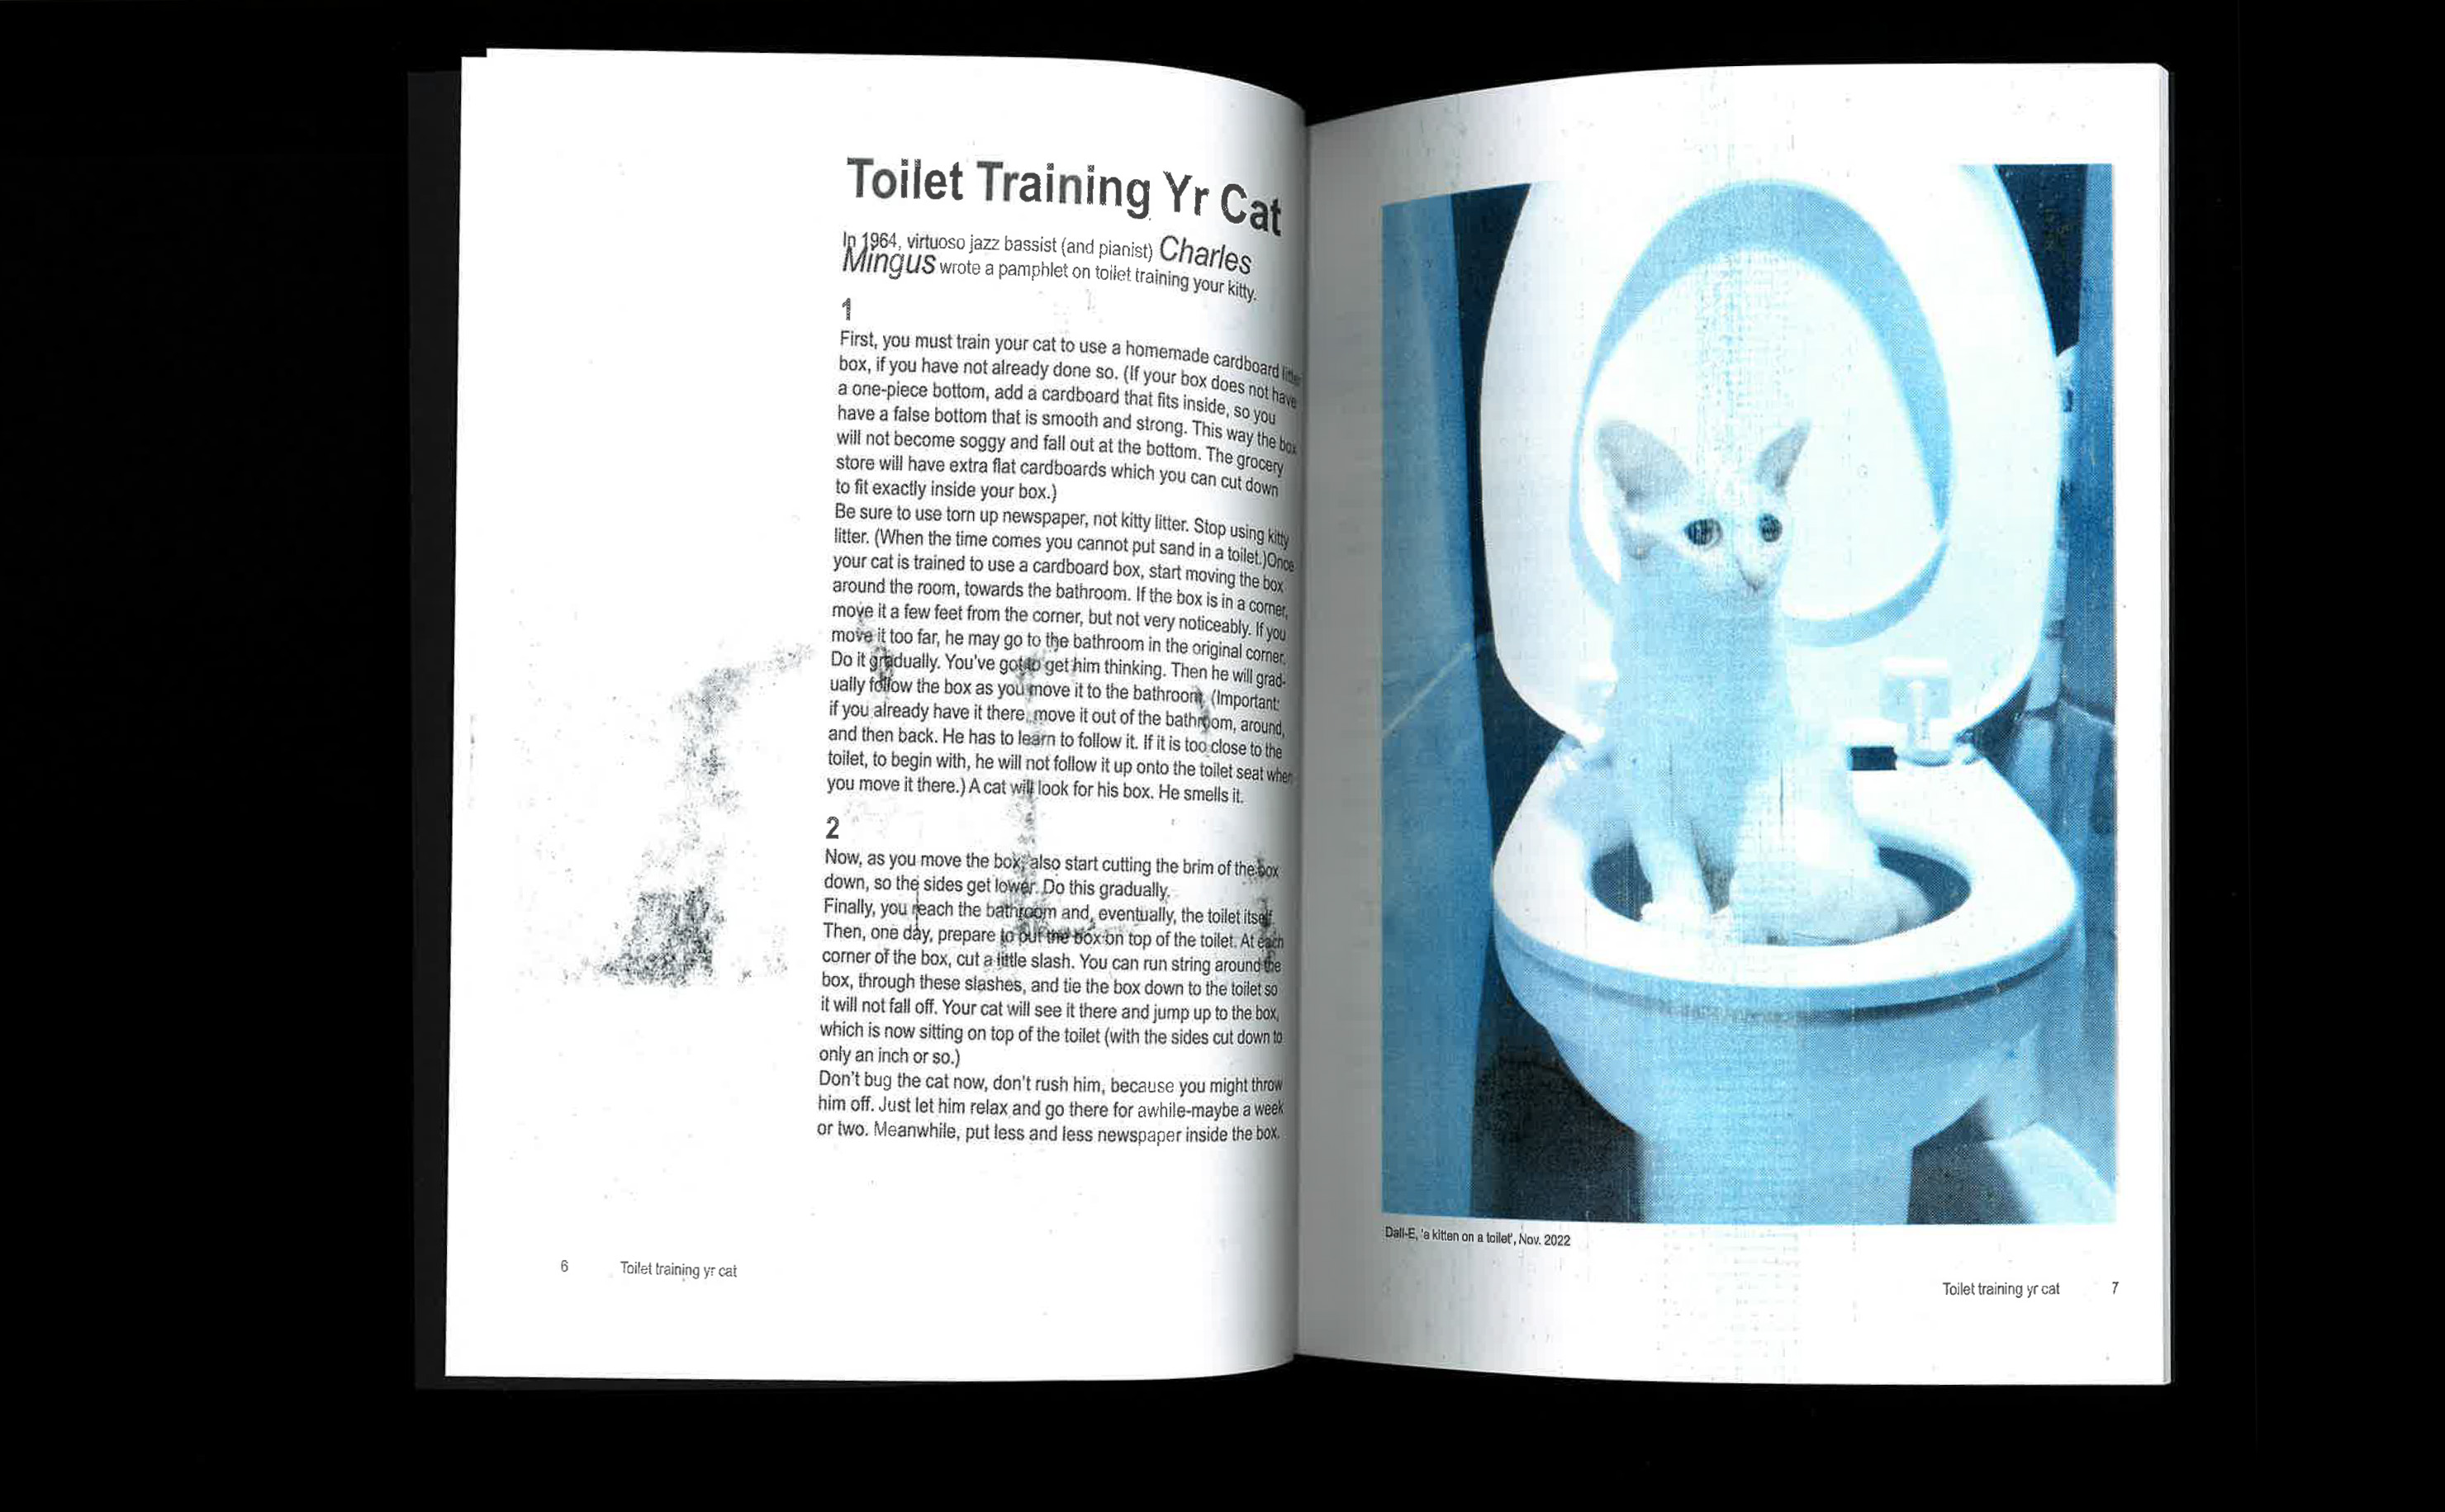 Toilet Training Yr Cat
In 1964, virtuoso jazz bassist (and pianist) Charles
Mingus wrote a pamphlet on toilet training your kitty.
1
First, you must train your cat to use a homemade cardboard litter
box, if you have not already done so. (If your box does not have
a one-piece bottom, add a cardboard that fits inside, so you
have a false bottom that is smooth and strong. This way the box
will not become soggy and fall out at the bottom. The grocery
store will have extra flat cardboards which you can cut down
to fit exactly inside your box.)
Be sure to use torn up newspaper, not kitty litter. Stop using kitty
litter. (When the time comes you cannot put sand in a toilet.)Once
your cat is trained to use a cardboard box, start moving the box
around the room, towards the bathroom. If the box is in a corner,
move it a few feet from the corner, but not very noticeably. If you
move it too far, he may go to the bathroom in the original corner.
Do it gradually. You've got to get him thinking. Then he will grad-
ually follow the box as you move it to the bathroom. (Important:
if you already have it there, move it out of the bathroom, around,
and then back. He has to learn to follow it. If it is too close to the
toilet, to begin with, he will not follow it up onto the toilet seat when
you move it there.) A cat will look for his box. He smells it.
2
Now, as you move the box, also start cutting the brim of the box
down, so the sides get lower. Do this gradually.
Finally, you reach the bathroom and, eventually, the toilet itself.
Then, one day, prepare to put the box on top of the toilet. At each
corner of the box, cut a little slash. You can run string around the
box, through these slashes, and tie the box down to the toilet so
it will not fall off. Your cat will see it there and jump up to the box,
which is now sitting on top of the toilet (with the sides cut down to
only an inch or so.)
Don't bug the cat now, don't rush him, because you might throw
him off. Just let him relax and go there for awhile-maybe a week
or two. Meanwhile, put less and less newspaper inside the box.
6 Toilet training yr cat
Dall-E, 'a kitten on a toilet', Nov. 2022
Toilet training yr cat 7